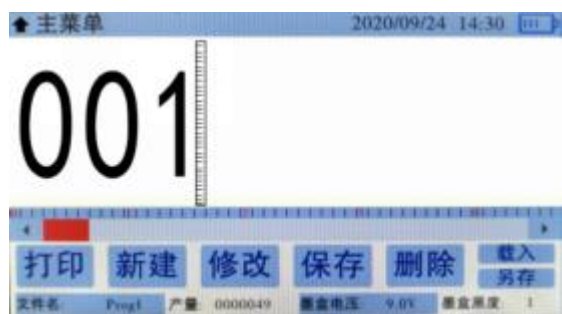 主菜单 2020/09/24 14:30
001
打印 新建 修改 保存 删除 载入
另存
文件名 Prog1 产量 0000049 墨盒电压 9.0V 墨盒黑度 1